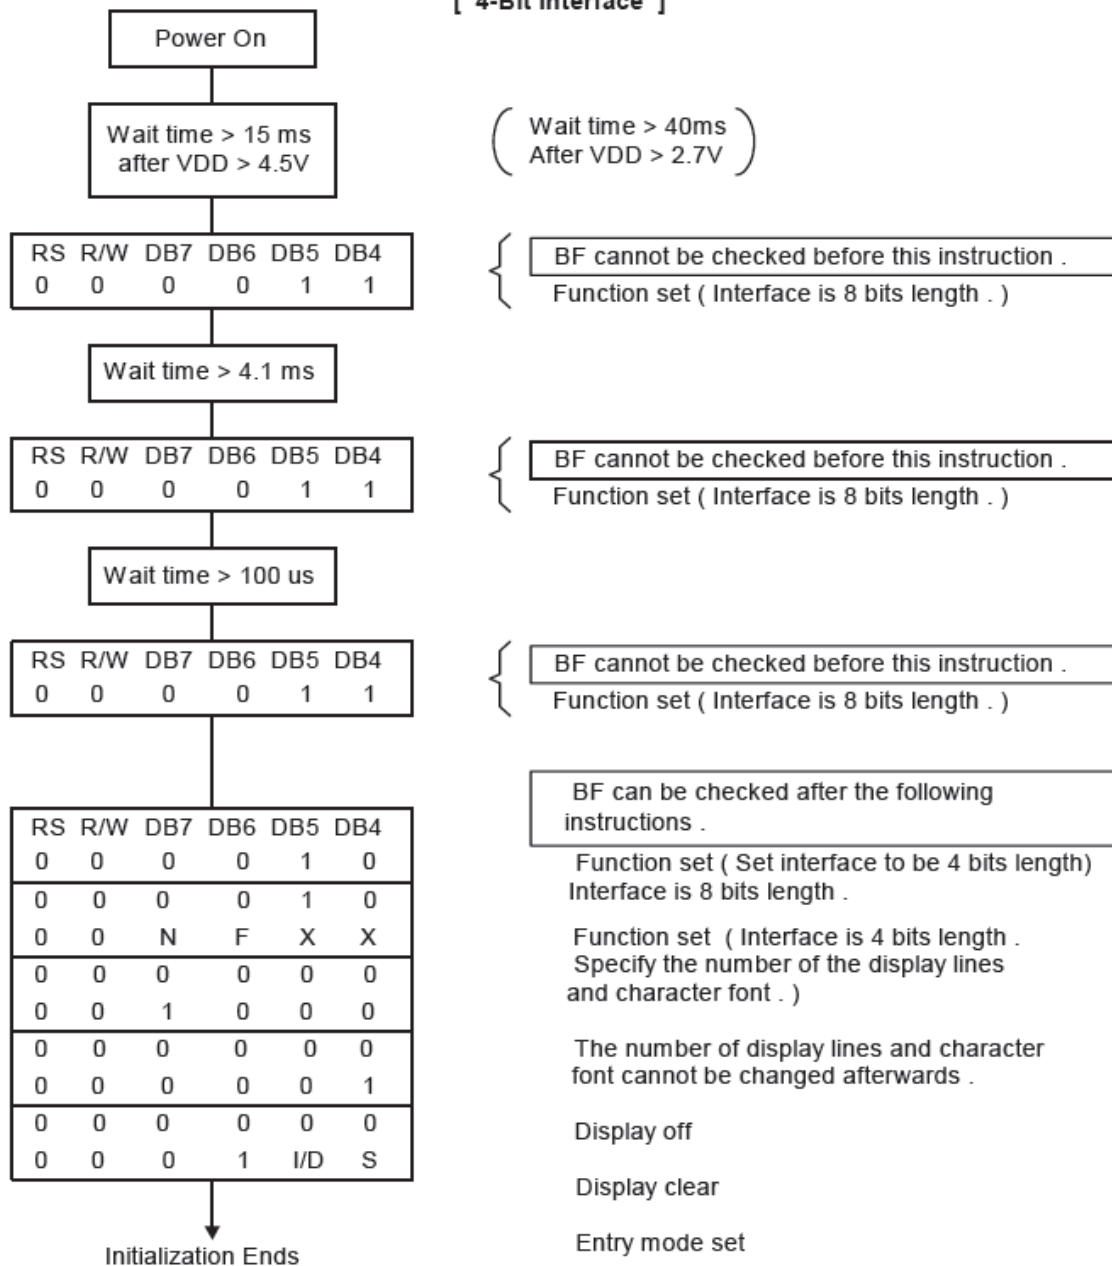 [ 4-Bit Interface ]
Power On
Wait time > 15 ms
after VDD > 4.5V
Wait time > 40ms
After VDD > 2.7V
RS R/W DB7 DB6 DB5 DB4
0 0 0 0 1 1
BF cannot be checked before this instruction .
Function set ( Interface is 8 bits length . )
Wait time > 4.1 ms
RS R/W DB7 DB6 DB5 DB4
0 0 0 0 1 1
BF cannot be checked before this instruction .
Function set ( Interface is 8 bits length . )
Wait time > 100 us
RS R/W DB7 DB6 DB5 DB4
0 0 0 0 1 1
BF cannot be checked before this instruction .
Function set ( Interface is 8 bits length . )
RS R/W DB7 DB6 DB5 DB4
0 0 0 0 1 0
0 0 0 0 1 0
0 0 N F X X
0 0 0 0 0 0
0 0 1 0 0 0
0 0 0 0 0 0
0 0 0 0 0 1
0 0 0 0 0 0
0 0 0 1 I/D S
Initialization Ends
BF can be checked after the following
instructions .
Function set ( Set interface to be 4 bits length)
Interface is 8 bits length .
Function set ( Interface is 4 bits length .
Specify the number of the display lines
and character font . )
The number of display lines and character
font cannot be changed afterwards .
Display off
Display clear
Entry mode set